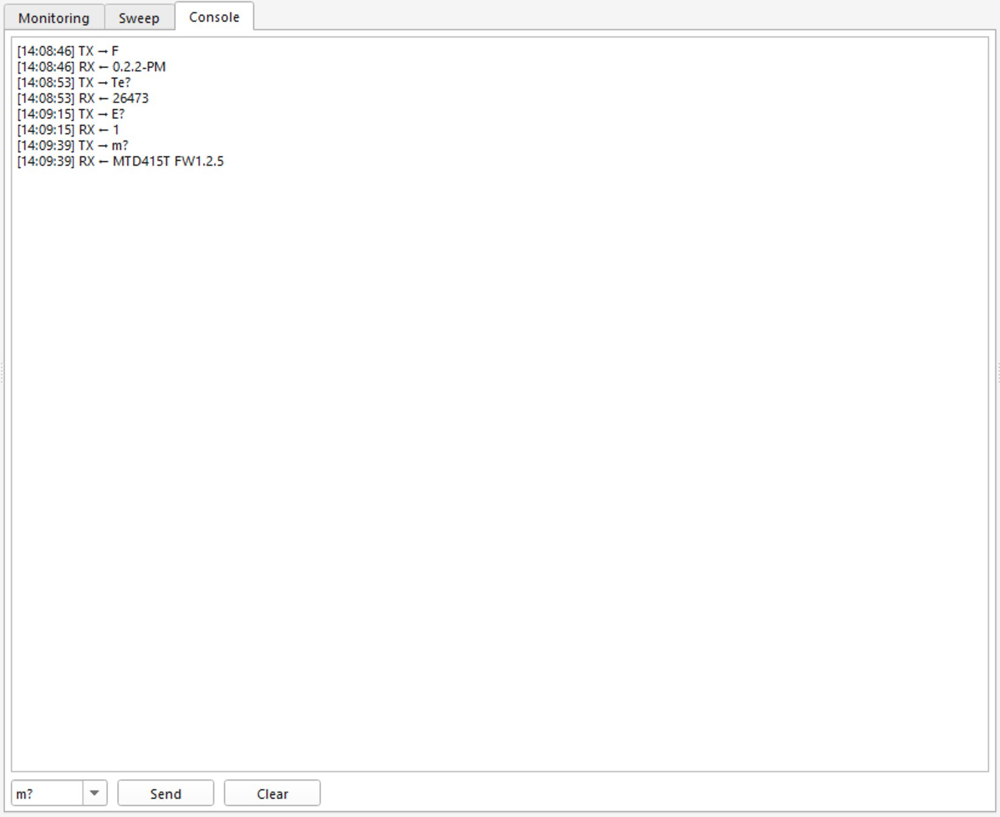 Monitoring Sweep Console
[14:08:46] TX → F
[14:08:46] RX ← 0.2.2-PM
[14:08:53] TX → Te?
[14:08:53] RX ← 26473
[14:09:15] TX → E?
[14:09:15] RX ← 1
[14:09:39] TX → m?
[14:09:39] RX ← MTD415T FW1.2.5
m? Send Clear